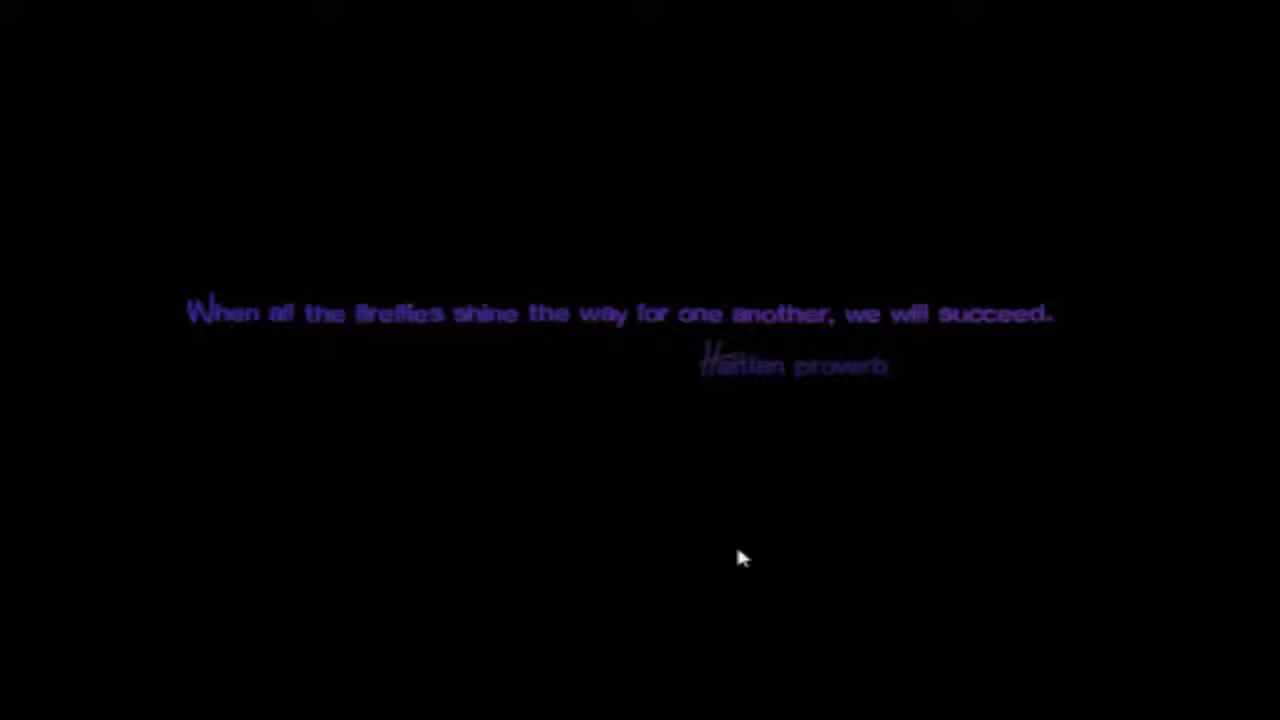 When all the fireflies shine the way for one another, we will succeed.
Haitian proverb